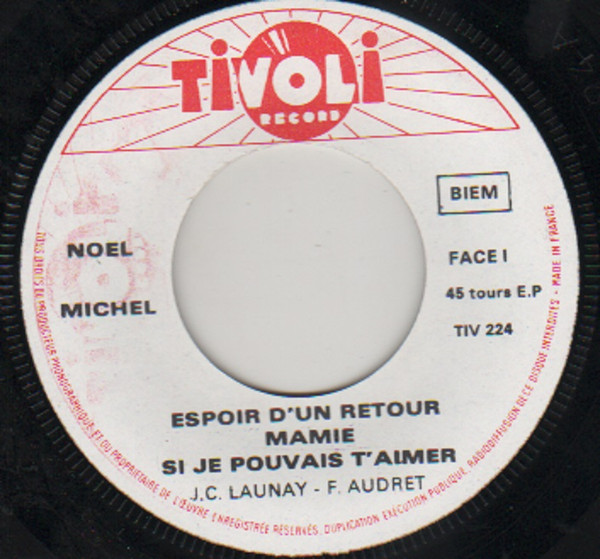 TiVOLi
RECORD
BIEM
NOEL
MICHEL
FACE I
45 tours E.P
TIV 224
ESPOIR D'UN RETOUR
MAMIE
SI JE POUVAIS T'AIMER
J.C. LAUNAY - F. AUDRET
TOUS DROITS DU PRODUCTEUR PHONOGRAPHIQUE ET DU PROPRIETAIRE DE L'ŒUVRE ENREGISTRÉE RÉSERVÉS. DUPLICATION EXÉCUTION PUBLIQUE, RADIODIFFUSION DE CE DISQUE INTERDITES - MADE IN FRANCE